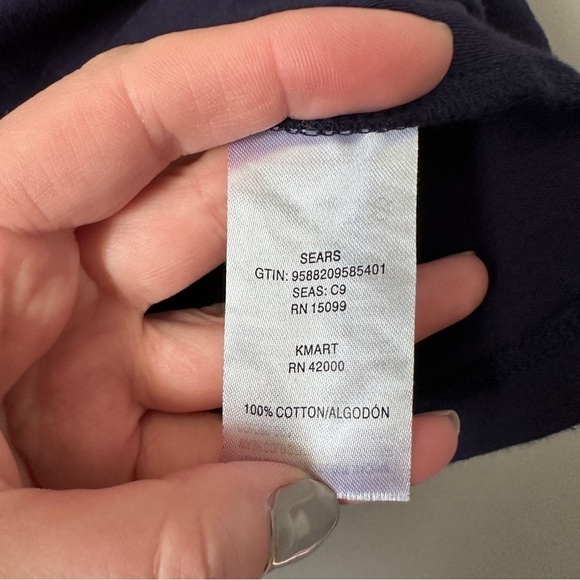 SEARS
GTIN: 9588209585401
SEAS: C9
RN 15099
KMART
RN 42000
100% COTTON/ALGODÓN